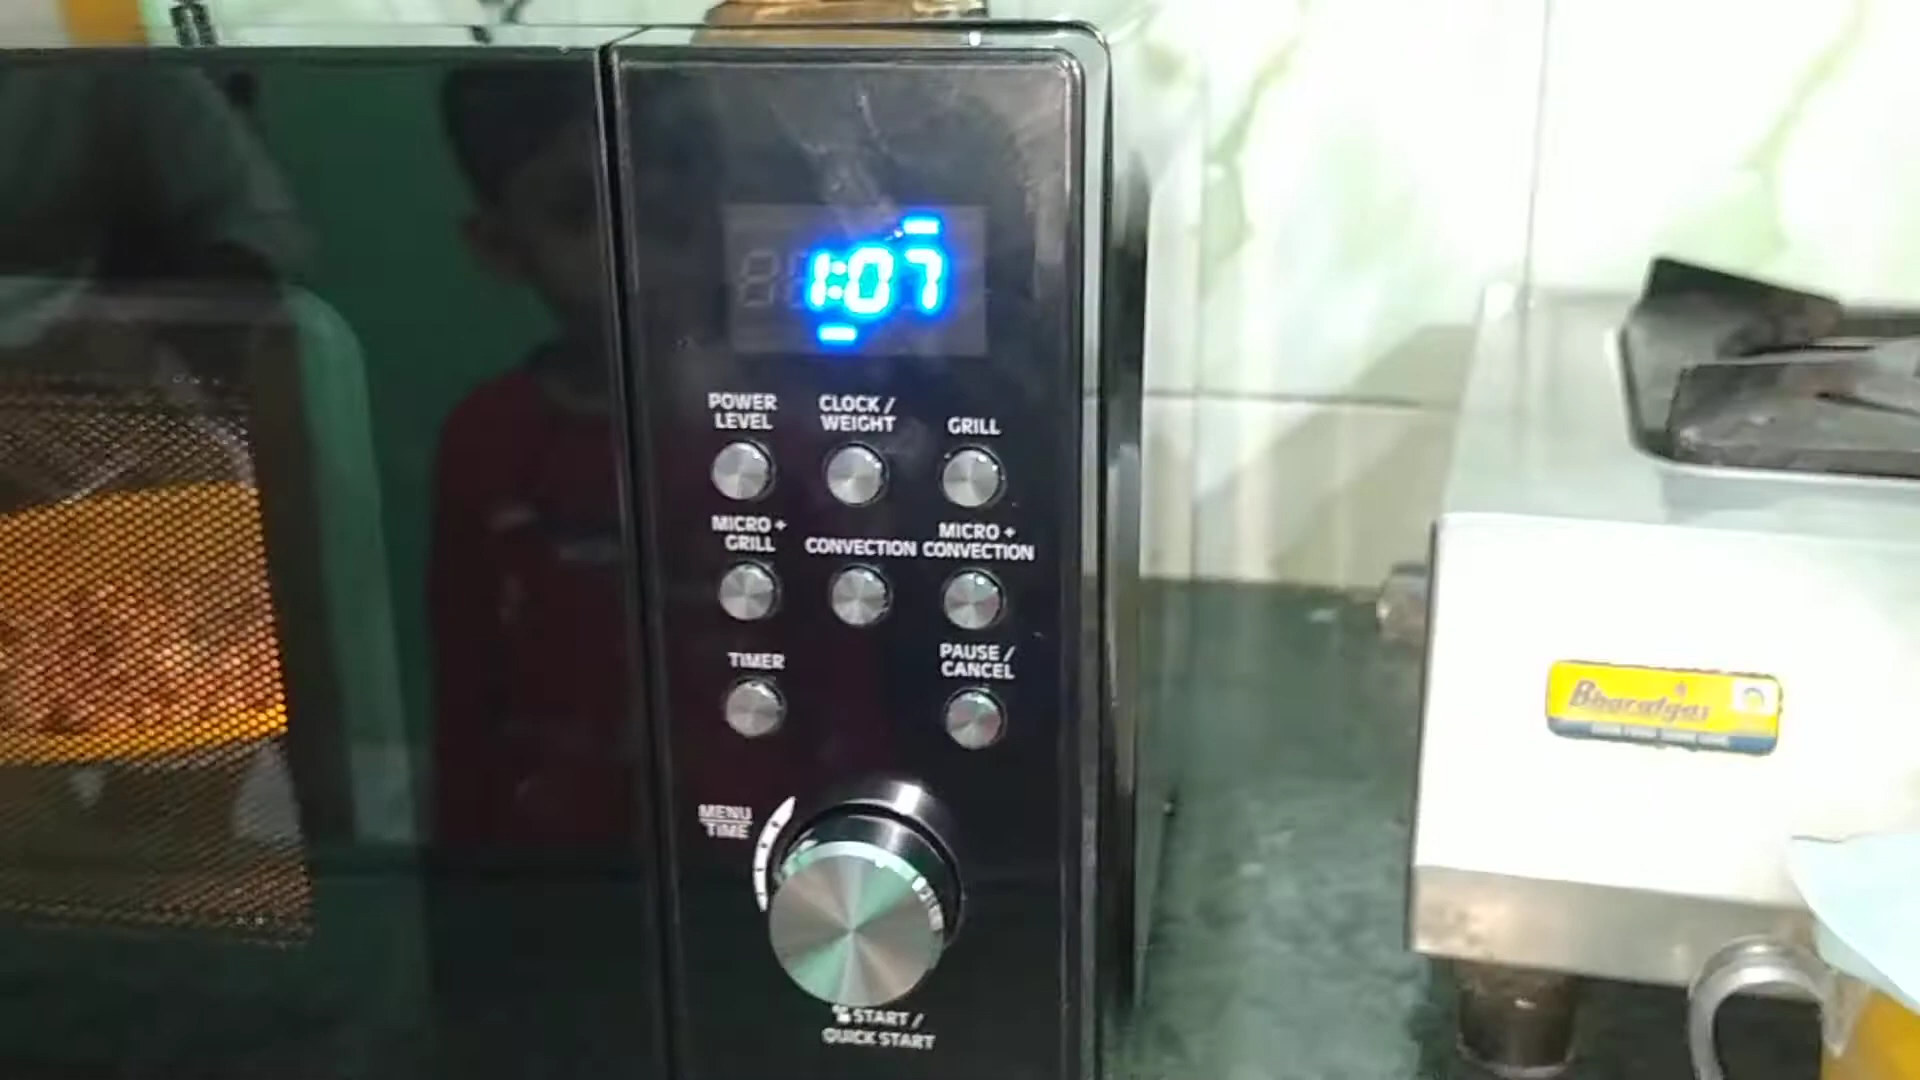 1:07
POWER LEVEL
CLOCK / WEIGHT
GRILL
MICRO + GRILL
CONVECTION
MICRO + CONVECTION
TIMER
PAUSE / CANCEL
MENU
TIME
START /
QUICK START
Bharatgas